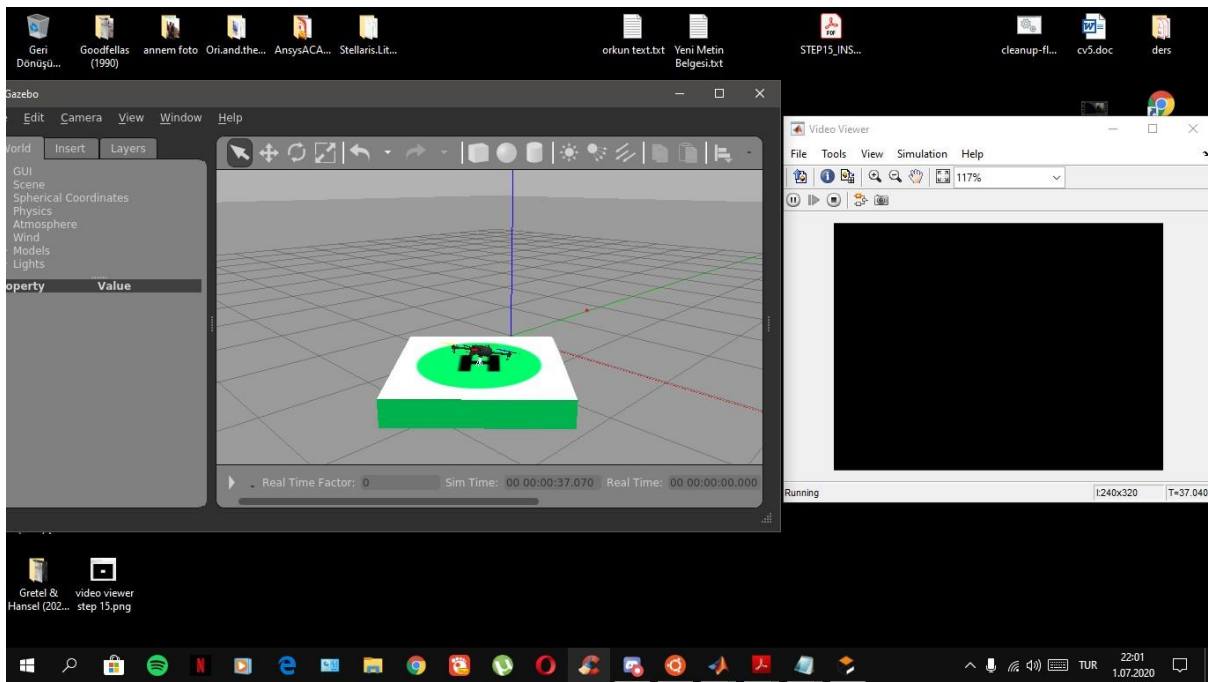 Geri
Dönüşü...
Goodfellas
(1990)
annem foto
Ori.and.the...
AnsysACA...
Stellaris.Lit...
orkun text.txt
Yeni Metin
Belgesi.txt
STEP15_INS...
cleanup-fl...
cv5.doc
ders
Gazebo
Edit Camera View Window Help
World Insert Layers
GUI
Scene
Spherical Coordinates
Physics
Atmosphere
Wind
Models
Lights
operty Value
Real Time Factor: 0 Sim Time: 00 00:00:37.070 Real Time: 00 00:00:00.000
Video Viewer
File Tools View Simulation Help
117%
Running I:240x320 T=37.040
Gretel &
Hansel (202...
video viewer
step 15.png
TUR
22:01
1.07.2020